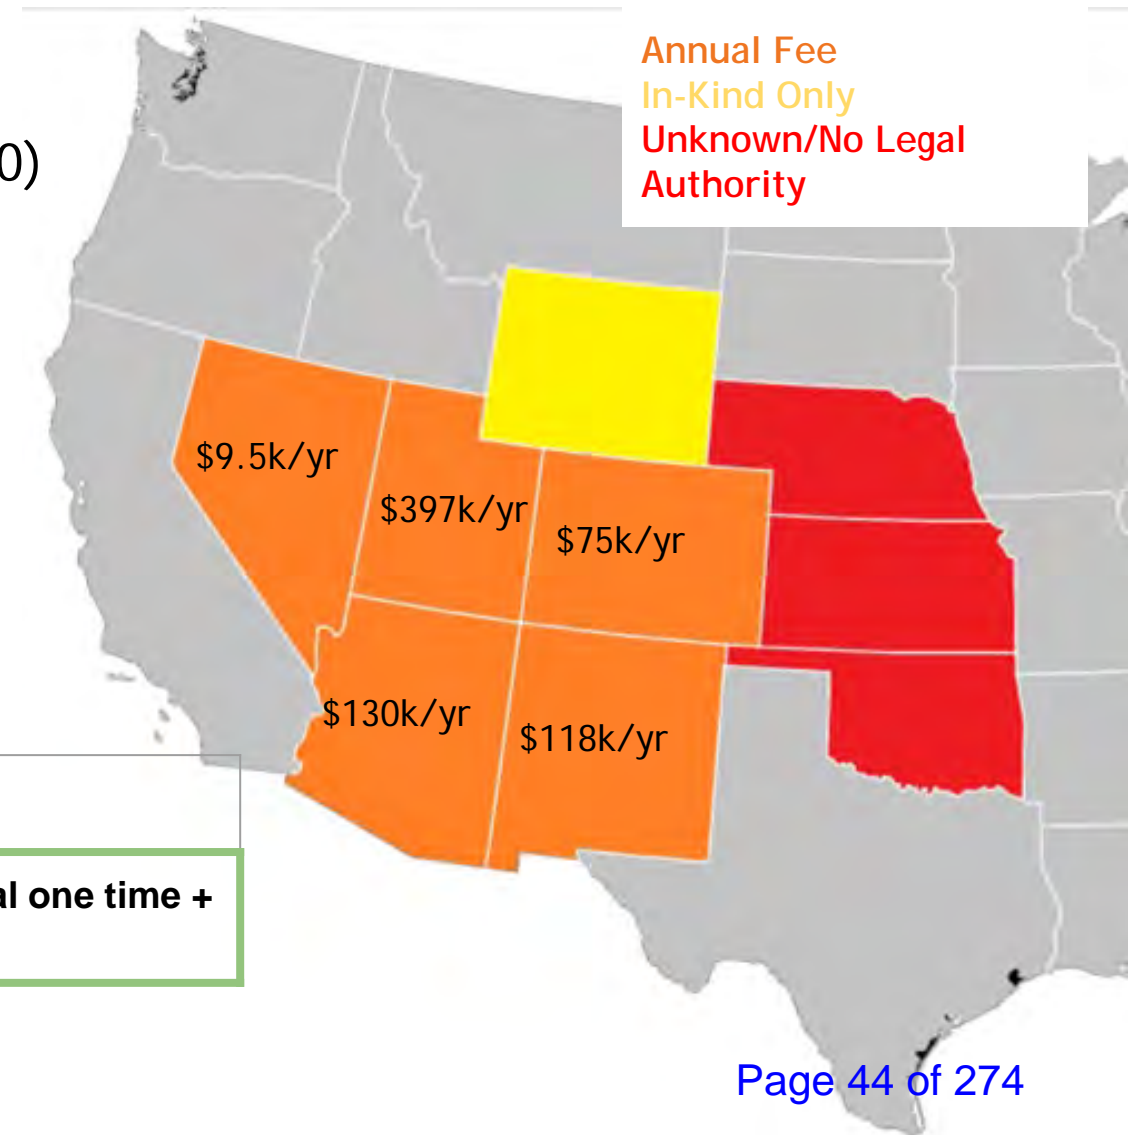 Annual Fee
In-Kind Only
Unknown/No Legal
Authority
0)
$9.5k/yr
$397k/yr
$75k/yr
$130k/yr
$118k/yr
al one time +
Page 44 of 274